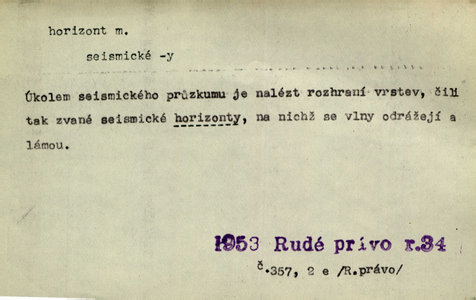 horizont m.
seismické -y
Úkolem seismického průzkumu je nalézt rozhraní vrstev, čili
tak zvané seismické horizonty, na nichž se vlny odrážejí a
lámou.
1953 Rudé právo r.34
č.357, 2 e /R.právo/